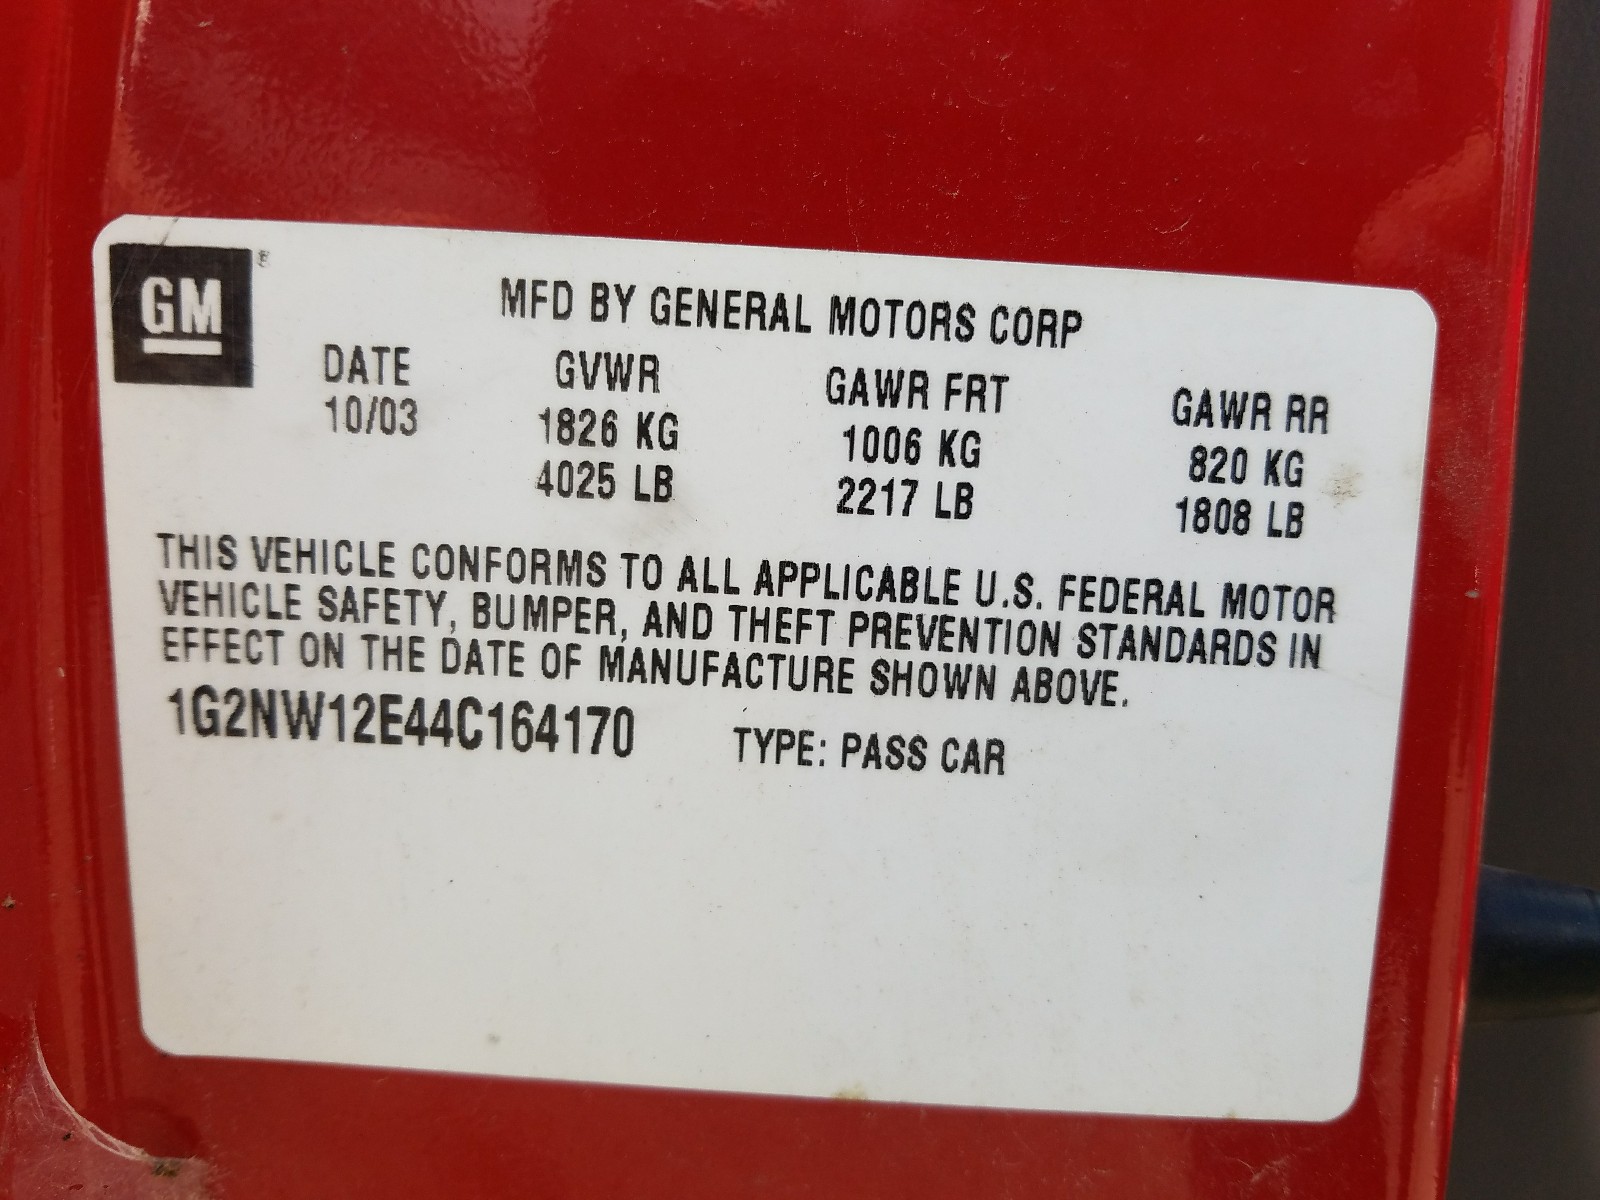 GM
MFD BY GENERAL MOTORS CORP
DATE GVWR GAWR FRT GAWR RR
10/03 1826 KG 1006 KG 820 KG
4025 LB 2217 LB 1808 LB
THIS VEHICLE CONFORMS TO ALL APPLICABLE U.S. FEDERAL MOTOR
VEHICLE SAFETY, BUMPER, AND THEFT PREVENTION STANDARDS IN
EFFECT ON THE DATE OF MANUFACTURE SHOWN ABOVE.
1G2NW12E44C164170 TYPE: PASS CAR